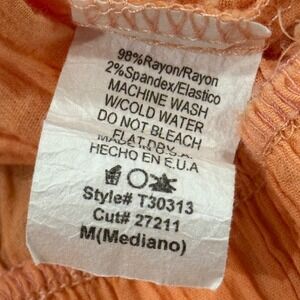 98%Rayon/Rayon
2%Spandex/Elastico
MACHINE WASH
W/COLD WATER
DO NOT BLEACH
FLAT DRY
HECHO EN E.U.A
Style# T30313
Cut# 27211
M(Mediano)